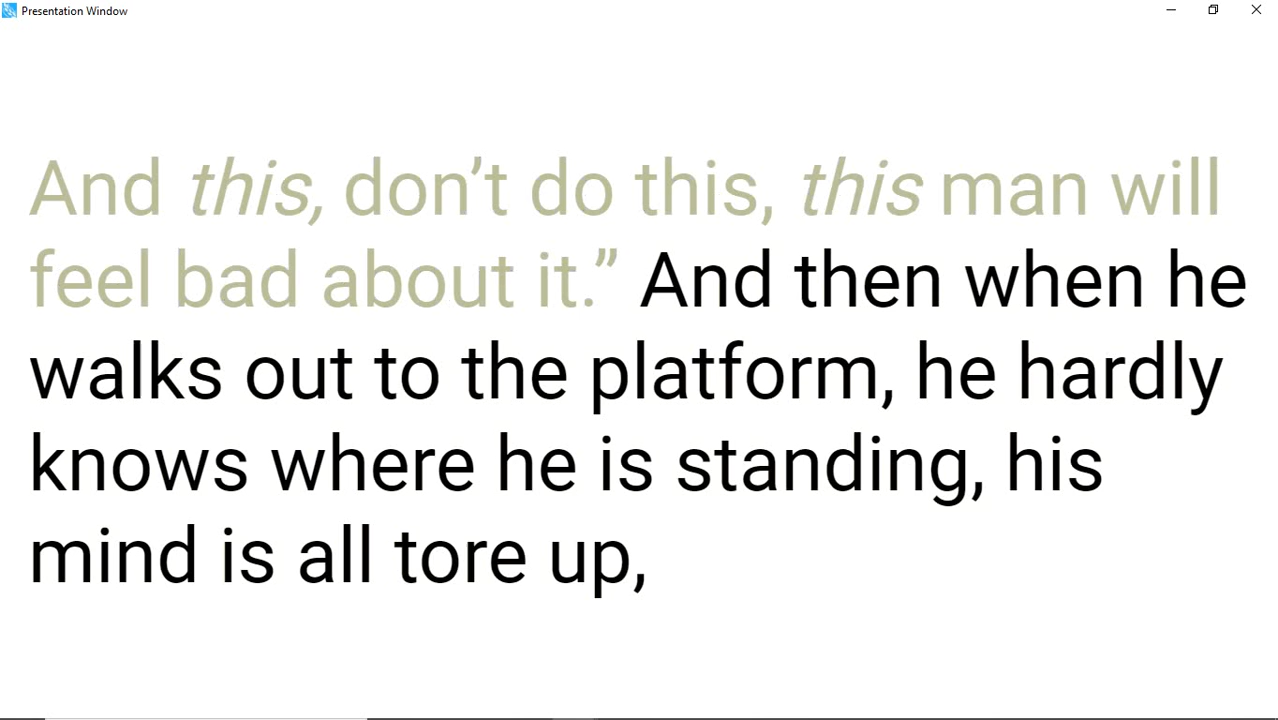 Presentation Window
And this, don’t do this, this man will
feel bad about it.” And then when he
walks out to the platform, he hardly
knows where he is standing, his
mind is all tore up,